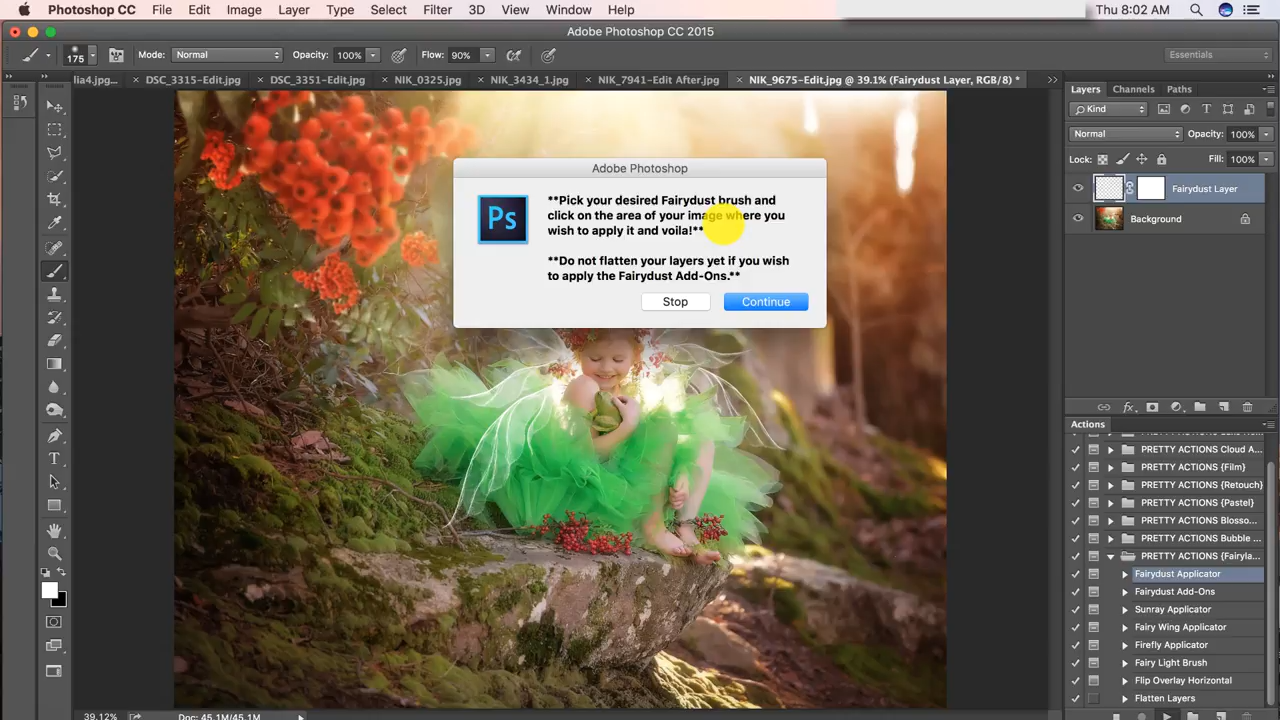 Photoshop CC File Edit Image Layer Type Select Filter 3D View Window Help Thu 8:02 AM
Adobe Photoshop CC 2015
175 Mode: Normal Opacity: 100% Flow: 90% Essentials
lia4.jpg... × DSC_3315-Edit.jpg × DSC_3351-Edit.jpg × NIK_0325.jpg × NIK_3434_1.jpg × NIK_7941-Edit After.jpg × NIK_9675-Edit.jpg @ 39.1% (Fairydust Layer, RGB/8) *
Layers Channels Paths
Kind
Normal Opacity: 100%
Lock: Fill: 100%
Fairydust Layer
Background
Adobe Photoshop
Ps
**Pick your desired Fairydust brush and
click on the area of your image where you
wish to apply it and voila!**
**Do not flatten your layers yet if you wish
to apply the Fairydust Add-Ons.**
Stop Continue
Actions
PRETTY ACTIONS Cloud A...
PRETTY ACTIONS {Film}
PRETTY ACTIONS {Retouch}
PRETTY ACTIONS {Pastel}
PRETTY ACTIONS Blosso...
PRETTY ACTIONS Bubble ...
PRETTY ACTIONS {Fairyla...
Fairydust Applicator
Fairydust Add-Ons
Sunray Applicator
Fairy Wing Applicator
Firefly Applicator
Fairy Light Brush
Flip Overlay Horizontal
Flatten Layers
39.12% Doc: 45.1M/45.1M